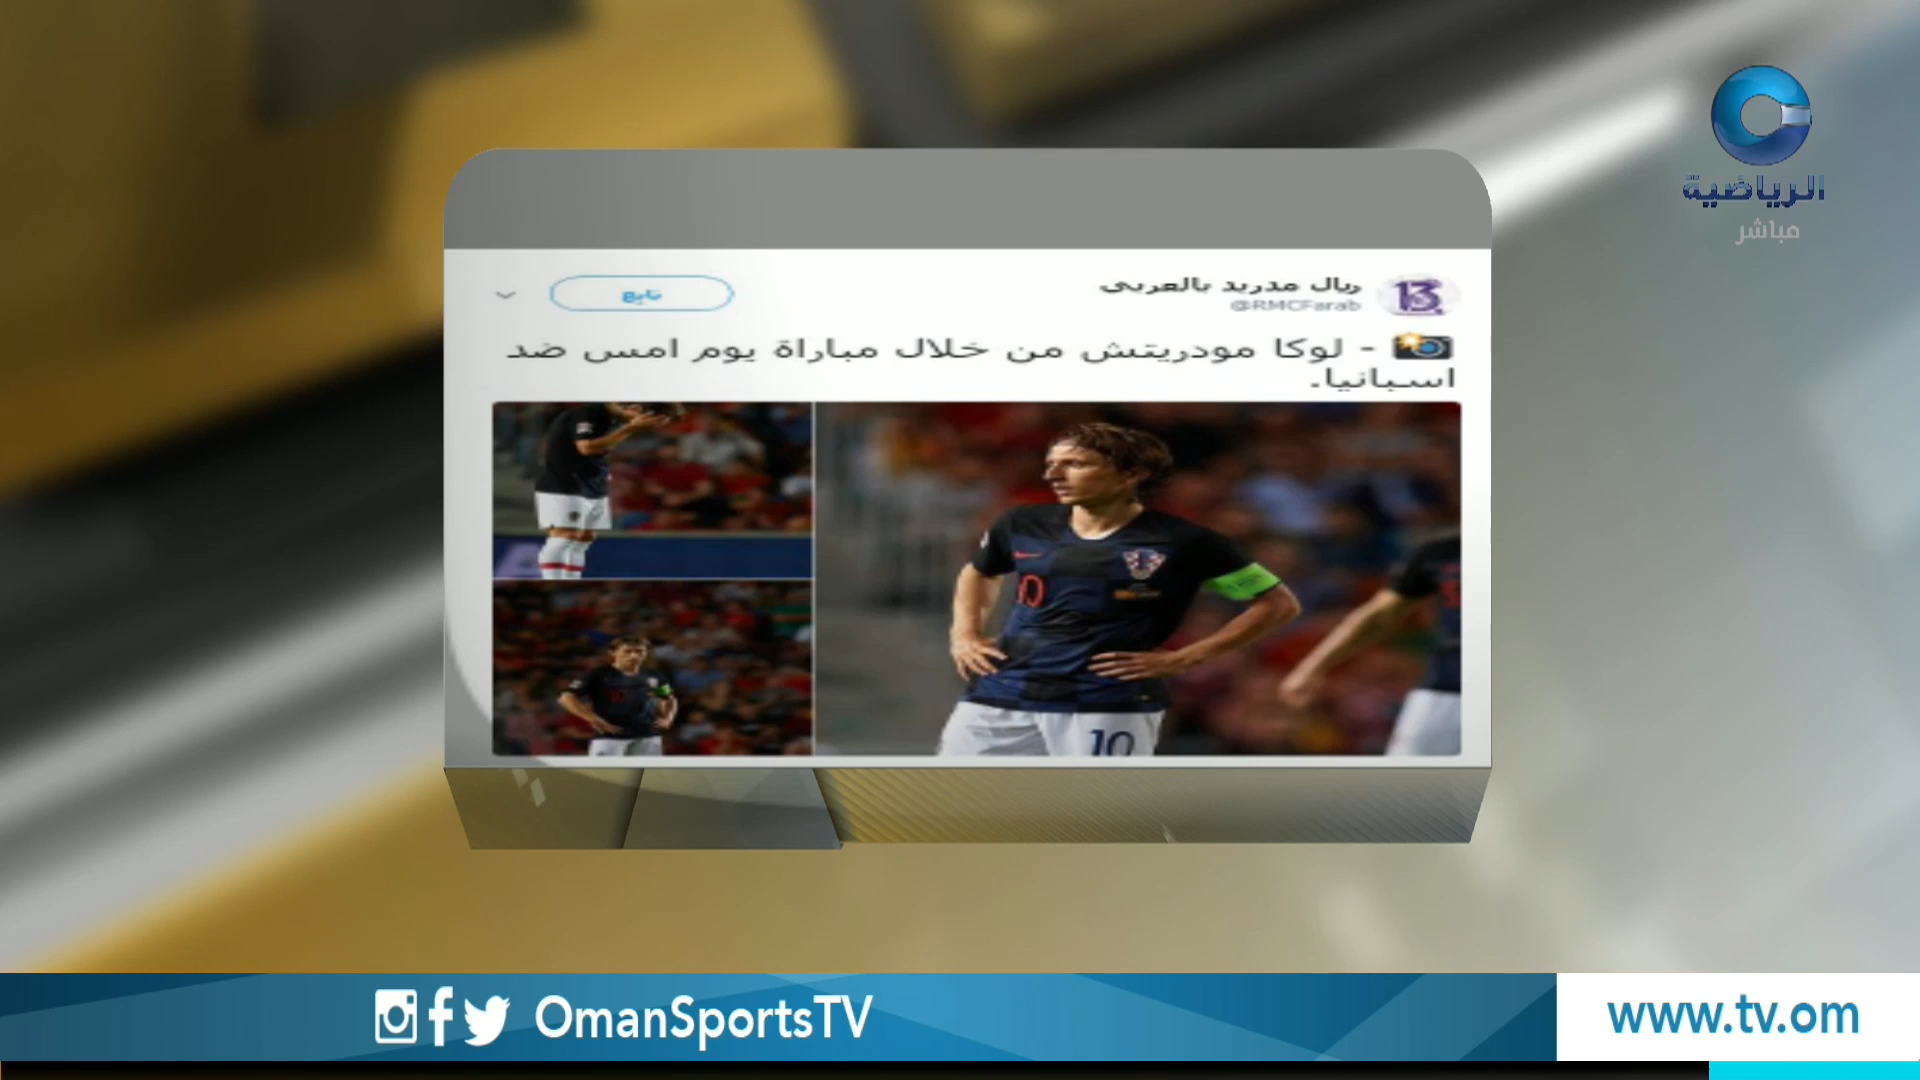 الرياضية
مباشر
ريال مدريد بالعربي
@RMCFarab
تابع
13
- لوكا مودريتش من خلال مباراة يوم امس ضد
اسبانيا.
10
10
OmanSportsTV
www.tv.om